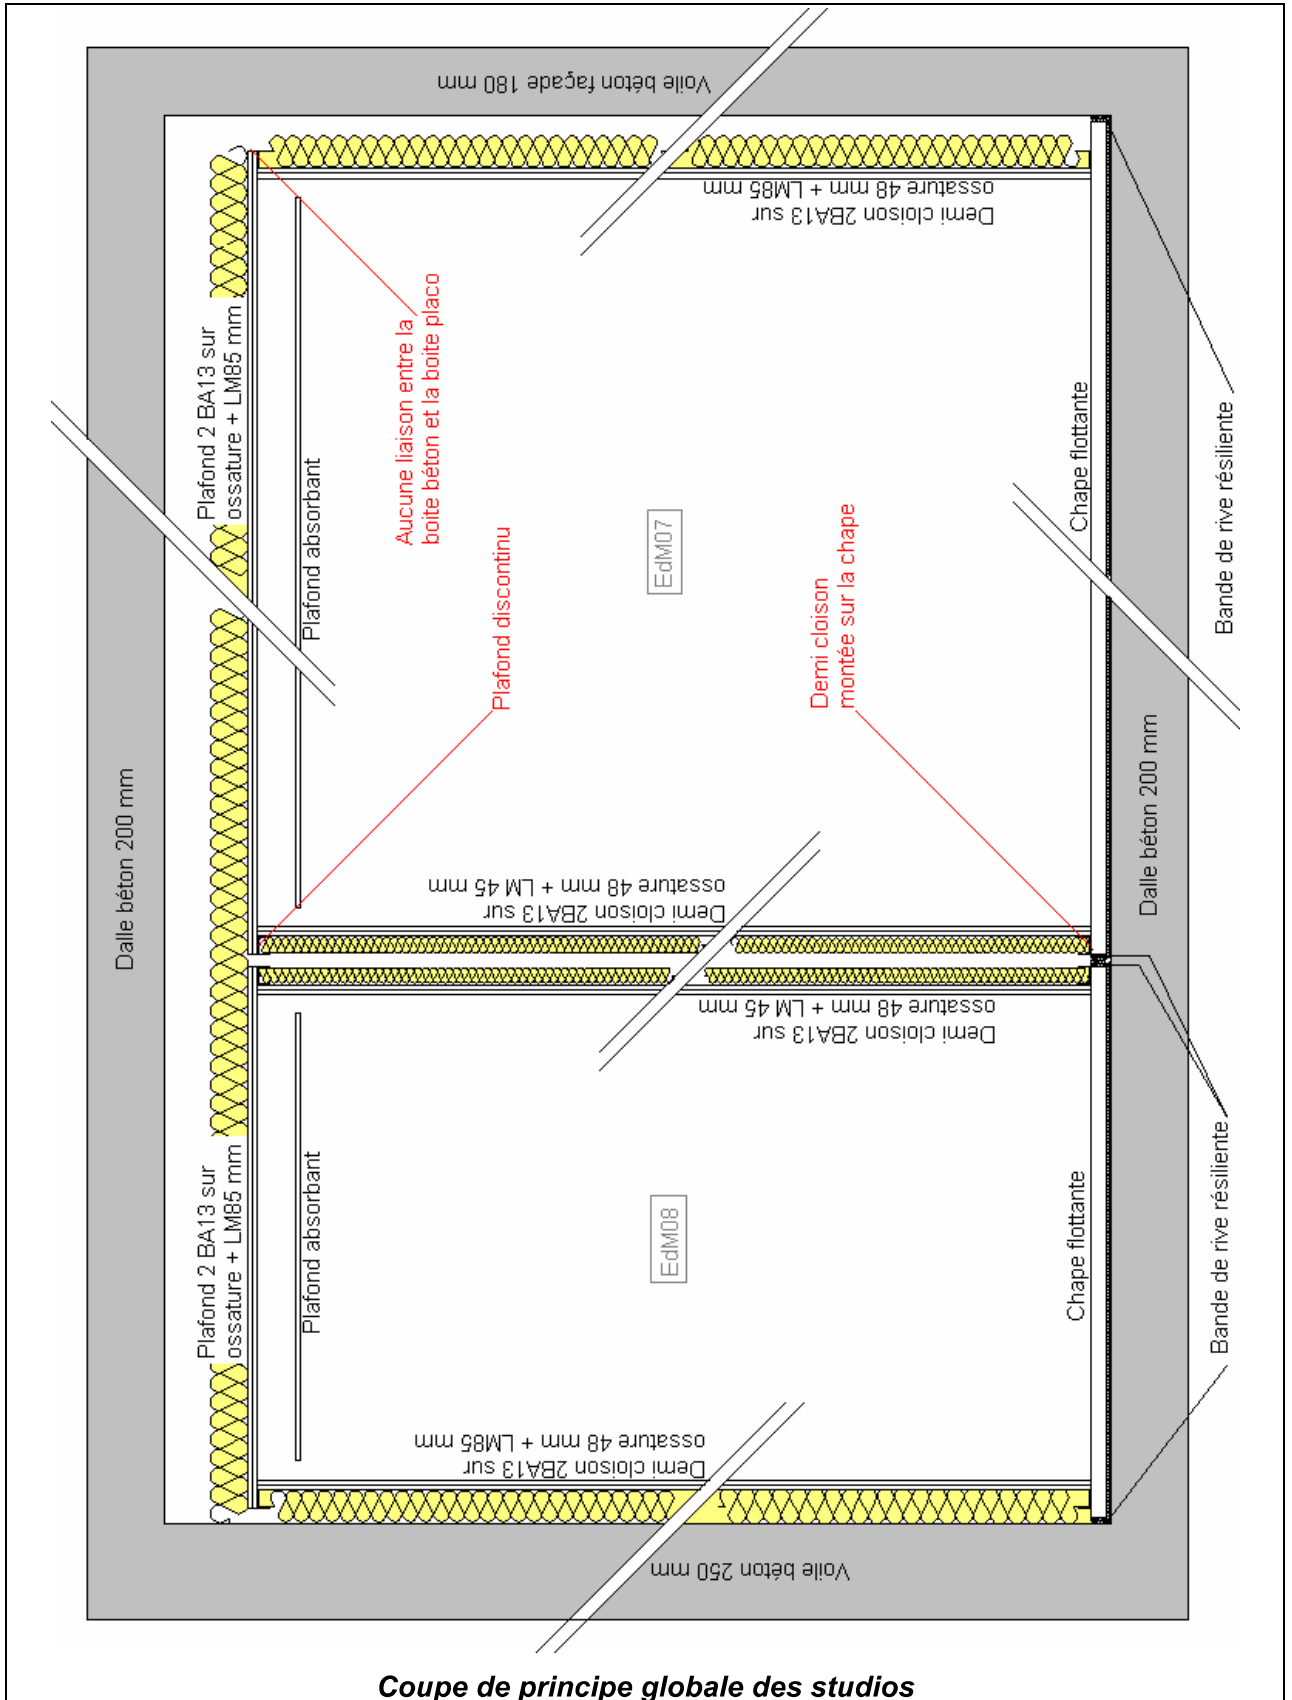 Voile béton façade 180 mm
Demi cloison 2BA13 sur
ossature 48 mm + LM85 mm
Plafond 2 BA13 sur
ossature + LM85 mm
Plafond absorbant
Aucune liaison entre la
boite béton et la boite placo
Plafond discontinu
EdM07
Demi cloison
montée sur la chape
Chape flottante
Bande de rive résiliente
Dalle béton 200 mm
Dalle béton 200 mm
Demi cloison 2BA13 sur
ossature 48 mm + LM 45 mm
Demi cloison 2BA13 sur
ossature 48 mm + LM 45 mm
Plafond 2 BA13 sur
ossature + LM85 mm
Plafond absorbant
EdM08
Chape flottante
Bande de rive résiliente
Demi cloison 2BA13 sur
ossature 48 mm + LM85 mm
Voile béton 250 mm
Coupe de principe globale des studios